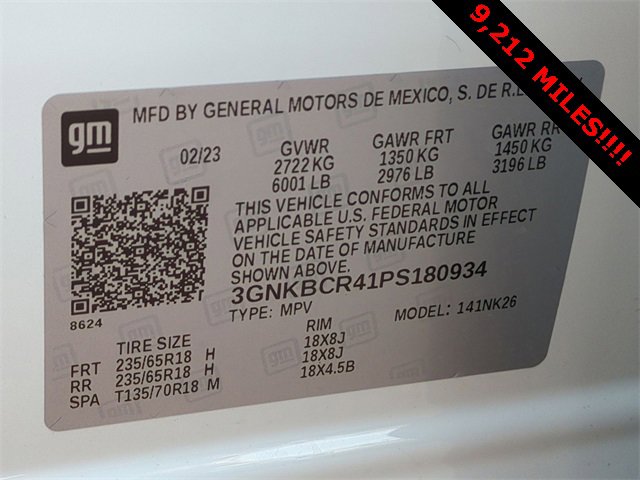 9,212 MILES!!!!
gm
MFD BY GENERAL MOTORS DE MEXICO, S. DE R.L.
02/23
GVWR
2722 KG
6001 LB
GAWR FRT
1350 KG
2976 LB
GAWR RR
1450 KG
3196 LB
THIS VEHICLE CONFORMS TO ALL
APPLICABLE U.S. FEDERAL MOTOR
VEHICLE SAFETY STANDARDS IN EFFECT
ON THE DATE OF MANUFACTURE
SHOWN ABOVE.
3GNKBCR41PS180934
TYPE: MPV
MODEL: 141NK26
8624
TIRE SIZE RIM
FRT 235/65R18 H 18X8J
RR 235/65R18 H 18X8J
SPA T135/70R18 M 18X4.5B